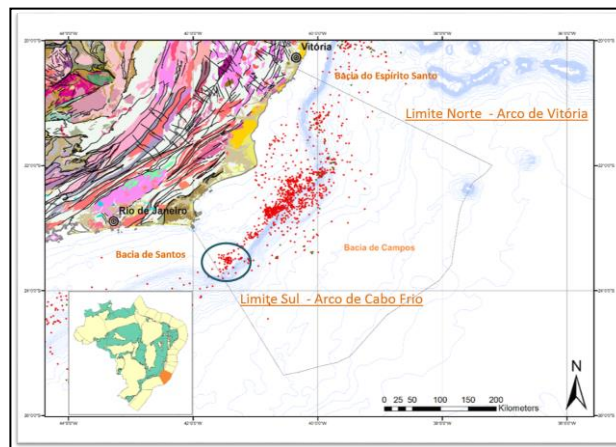 Vitória
Bacia do Espírito Santo
Limite Norte - Arco de Vitória
Rio de Janeiro
Bacia de Santos
Bacia de Campos
Limite Sul - Arco de Cabo Frio
N
0 25 50 100 150 200
Kilometers